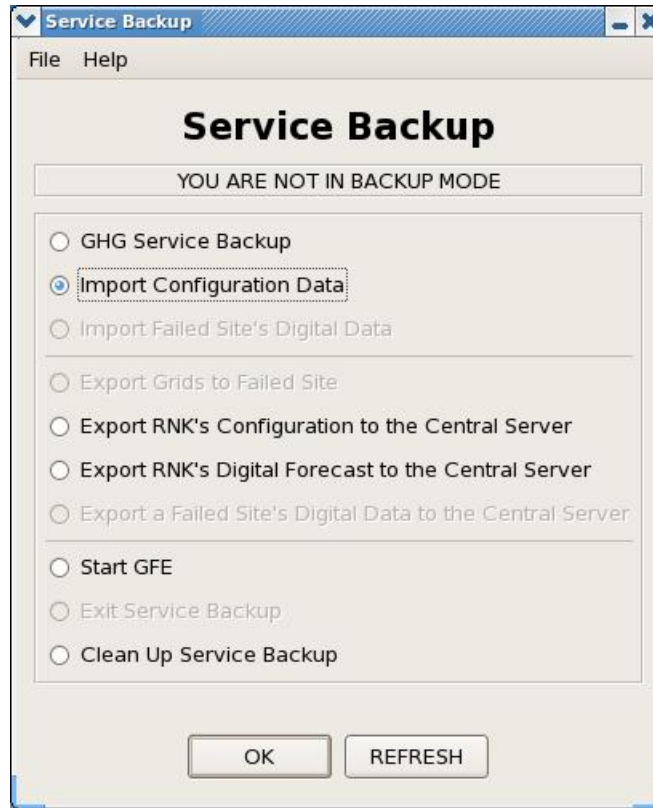 Service Backup
File Help
Service Backup
YOU ARE NOT IN BACKUP MODE
GHG Service Backup
Import Configuration Data
Import Failed Site's Digital Data
Export Grids to Failed Site
Export RNK's Configuration to the Central Server
Export RNK's Digital Forecast to the Central Server
Export a Failed Site's Digital Data to the Central Server
Start GFE
Exit Service Backup
Clean Up Service Backup
OK REFRESH